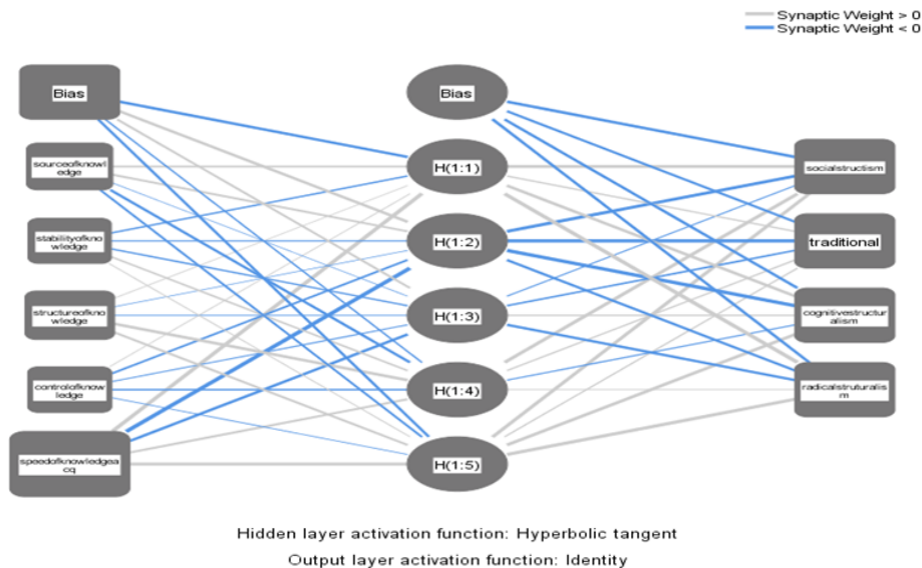 Synaptic Weight > 0
Synaptic Weight < 0
Bias
sourceofknowl
edge
stabilityofkno
wledge
structureofkno
wledge
controlofknow
ledge
speedofknowledgea
cq
Bias
H(1:1)
H(1:2)
H(1:3)
H(1:4)
H(1:5)
socialstructism
traditional
cognitivestructur
alism
radicalstruturalis
m
Hidden layer activation function: Hyperbolic tangent
Output layer activation function: Identity